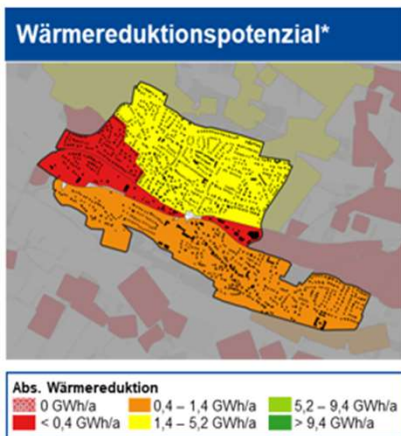 Wärmereduktionspotenzial*
Abs. Wärmereduktion
0 GWh/a 0,4 – 1,4 GWh/a 5,2 – 9,4 GWh/a
< 0,4 GWh/a 1,4 – 5,2 GWh/a > 9,4 GWh/a